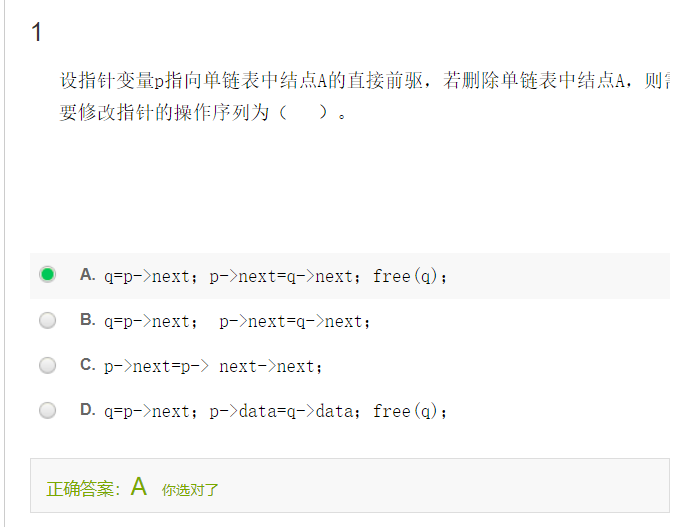 1
设指针变量p指向单链表中结点A的直接前驱，若删除单链表中结点A，则
要修改指针的操作序列为（  ）。
A. q=p->next；p->next=q->next；free(q)；
B. q=p->next； p->next=q->next；
C. p->next=p-> next->next；
D. q=p->next；p->data=q->data；free(q)；
正确答案：A 你选对了